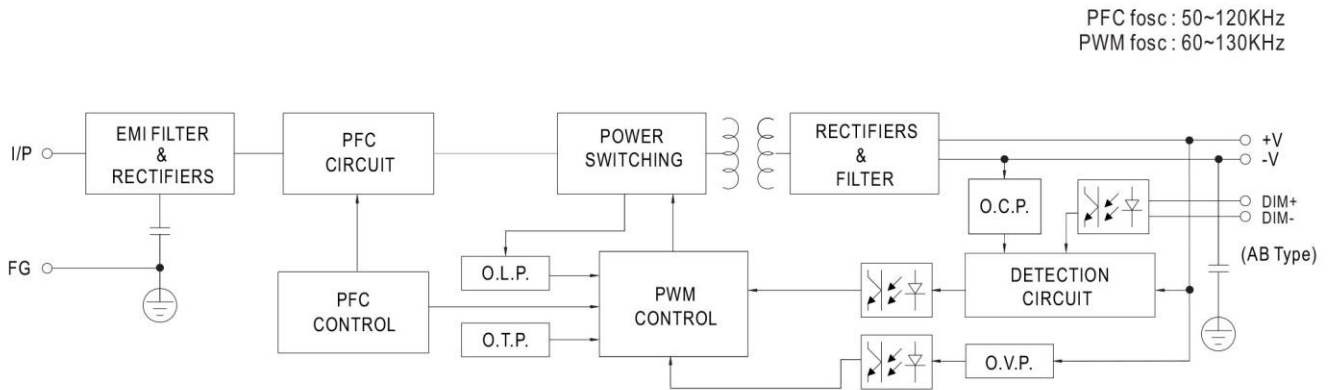 PFC fosc : 50~120KHz
PWM fosc : 60~130KHz
EMI FILTER
&
RECTIFIERS
PFC
CIRCUIT
POWER
SWITCHING
RECTIFIERS
&
FILTER
I/P
+V
-V
O.C.P.
DIM+
DIM-
(AB Type)
FG
O.L.P.
PFC
CONTROL
PWM
CONTROL
DETECTION
CIRCUIT
O.T.P.
O.V.P.